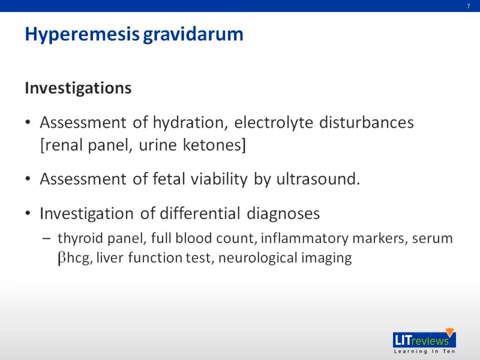 7
Hyperemesis gravidarum
Investigations
• Assessment of hydration, electrolyte disturbances
[renal panel, urine ketones]
• Assessment of fetal viability by ultrasound.
• Investigation of differential diagnoses
– thyroid panel, full blood count, inflammatory markers, serum
βhcg, liver function test, neurological imaging
LITreviews
Learning In Ten